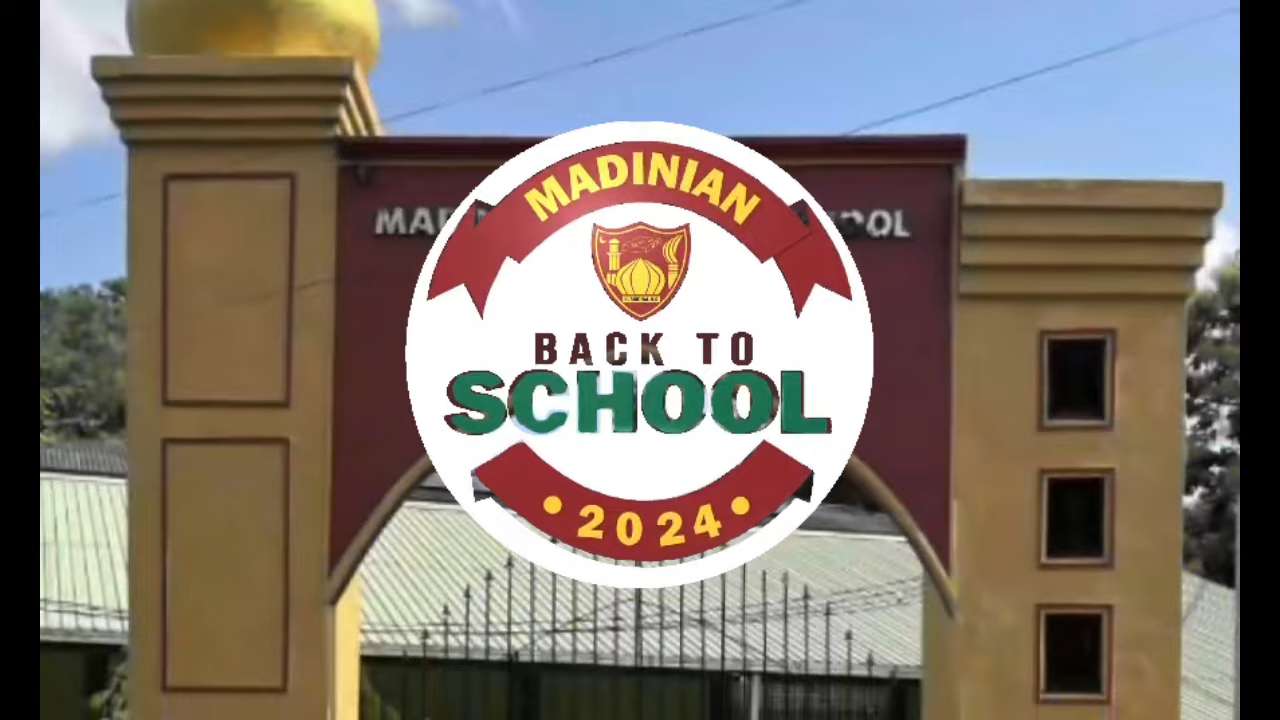 MADINIAN
BACK TO
SCHOOL
• 2024 •